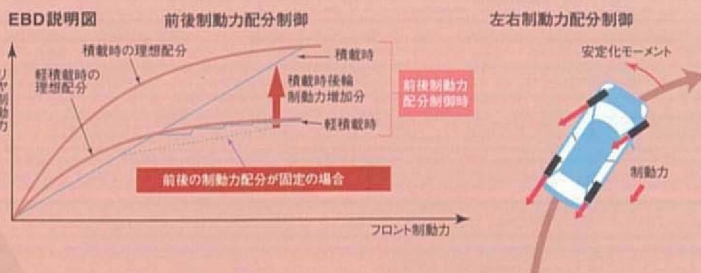 EBD説明図
前後制動力配分制御
左右制動力配分制御
積載時の理想配分
軽積載時の
理想配分
積載時
積載時後輪
制動力増加分
前後制動力
配分制御時
軽積載時
前後の制動力配分が固定の場合
リヤ制動力
フロント制動力
安定化モーメント
制動力